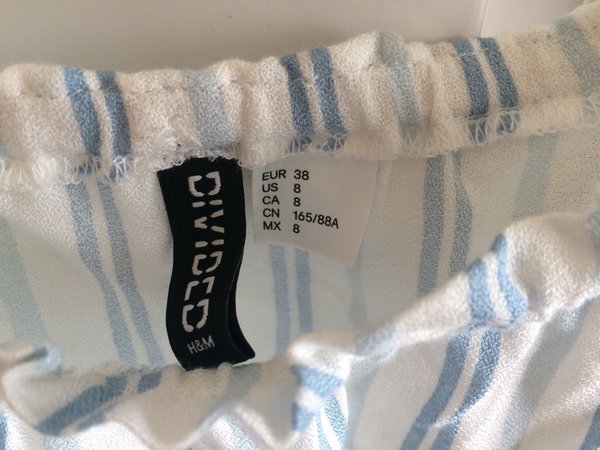 DIVIDED
H&M
EUR 38
US 8
CA 8
CN 165/88A
MX 8